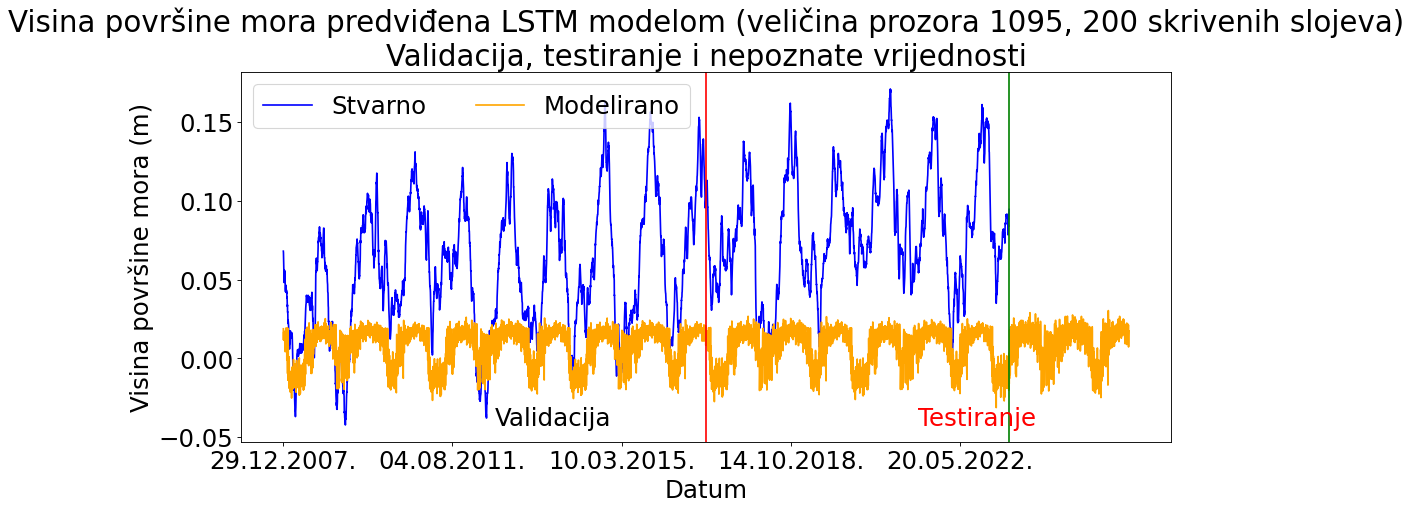 Visina površine mora predviđena LSTM modelom (veličina prozora 1095, 200 skrivenih slojeva)
Validacija, testiranje i nepoznate vrijednosti
Stvarno
Modelirano
Visina površine mora (m)
0.15
0.10
0.05
0.00
−0.05
Validacija
Testiranje
29.12.2007.
04.08.2011.
10.03.2015.
14.10.2018.
20.05.2022.
Datum